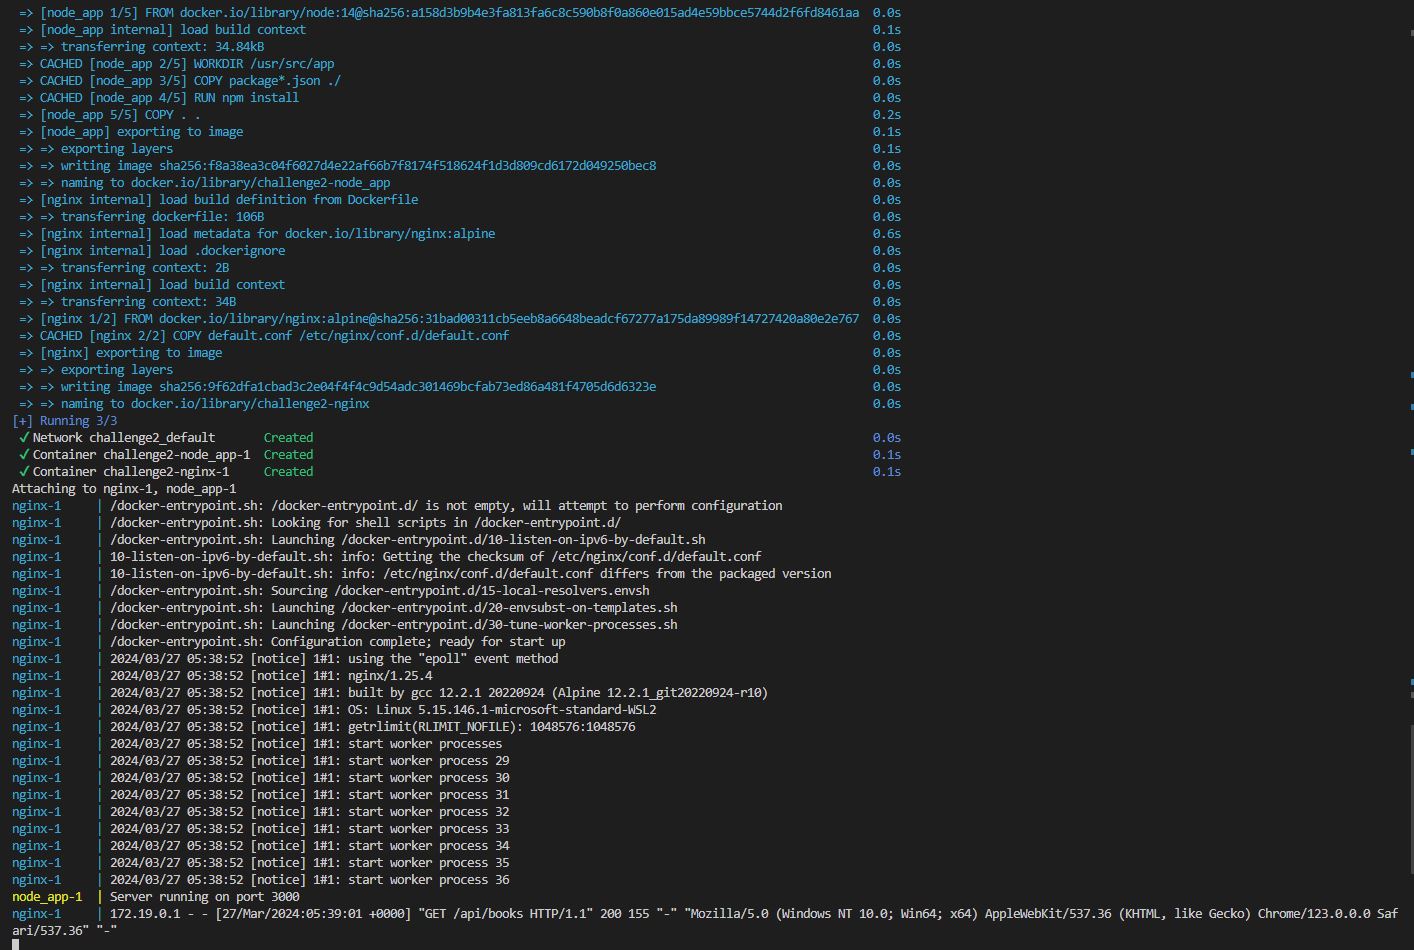 => [node_app 1/5] FROM docker.io/library/node:14@sha256:a158d3b9b4e3fa813fa6c8c590b8f0a860e015ad4e59bbce5744d2f6fd8461aa 0.0s
=> [node_app internal] load build context 0.1s
=> => transferring context: 34.84kB 0.0s
=> CACHED [node_app 2/5] WORKDIR /usr/src/app 0.0s
=> CACHED [node_app 3/5] COPY package*.json ./ 0.0s
=> CACHED [node_app 4/5] RUN npm install 0.0s
=> [node_app 5/5] COPY . . 0.2s
=> [node_app] exporting to image 0.1s
=> => exporting layers 0.1s
=> => writing image sha256:f8a38ea3c04f6027d4e22af66b7f8174f518624f1d3d809cd6172d049250bec8 0.0s
=> => naming to docker.io/library/challenge2-node_app 0.0s
=> [nginx internal] load build definition from Dockerfile 0.0s
=> => transferring dockerfile: 106B 0.0s
=> [nginx internal] load metadata for docker.io/library/nginx:alpine 0.6s
=> [nginx internal] load .dockerignore 0.0s
=> => transferring context: 2B 0.0s
=> [nginx internal] load build context 0.0s
=> => transferring context: 34B 0.0s
=> [nginx 1/2] FROM docker.io/library/nginx:alpine@sha256:31bad00311cb5eeb8a6648beadcf67277a175da89989f14727420a80e2e767 0.0s
=> CACHED [nginx 2/2] COPY default.conf /etc/nginx/conf.d/default.conf 0.0s
=> [nginx] exporting to image 0.0s
=> => exporting layers 0.0s
=> => writing image sha256:9f62dfa1cbad3c2e04f4f4c9d54adc301469bcfab73ed86a481f4705d6d6323e 0.0s
=> => naming to docker.io/library/challenge2-nginx 0.0s
[+] Running 3/3
✓ Network challenge2_default Created 0.0s
✓ Container challenge2-node_app-1 Created 0.1s
✓ Container challenge2-nginx-1 Created 0.1s
Attaching to nginx-1, node_app-1
nginx-1 | /docker-entrypoint.sh: /docker-entrypoint.d/ is not empty, will attempt to perform configuration
nginx-1 | /docker-entrypoint.sh: Looking for shell scripts in /docker-entrypoint.d/
nginx-1 | /docker-entrypoint.sh: Launching /docker-entrypoint.d/10-listen-on-ipv6-by-default.sh
nginx-1 | 10-listen-on-ipv6-by-default.sh: info: Getting the checksum of /etc/nginx/conf.d/default.conf
nginx-1 | 10-listen-on-ipv6-by-default.sh: info: /etc/nginx/conf.d/default.conf differs from the packaged version
nginx-1 | /docker-entrypoint.sh: Sourcing /docker-entrypoint.d/15-local-resolvers.envsh
nginx-1 | /docker-entrypoint.sh: Launching /docker-entrypoint.d/20-envsubst-on-templates.sh
nginx-1 | /docker-entrypoint.sh: Launching /docker-entrypoint.d/30-tune-worker-processes.sh
nginx-1 | /docker-entrypoint.sh: Configuration complete; ready for start up
nginx-1 | 2024/03/27 05:38:52 [notice] 1#1: using the "epoll" event method
nginx-1 | 2024/03/27 05:38:52 [notice] 1#1: nginx/1.25.4
nginx-1 | 2024/03/27 05:38:52 [notice] 1#1: built by gcc 12.2.1 20220924 (Alpine 12.2.1_git20220924-r10)
nginx-1 | 2024/03/27 05:38:52 [notice] 1#1: OS: Linux 5.15.146.1-microsoft-standard-WSL2
nginx-1 | 2024/03/27 05:38:52 [notice] 1#1: getrlimit(RLIMIT_NOFILE): 1048576:1048576
nginx-1 | 2024/03/27 05:38:52 [notice] 1#1: start worker processes
nginx-1 | 2024/03/27 05:38:52 [notice] 1#1: start worker process 29
nginx-1 | 2024/03/27 05:38:52 [notice] 1#1: start worker process 30
nginx-1 | 2024/03/27 05:38:52 [notice] 1#1: start worker process 31
nginx-1 | 2024/03/27 05:38:52 [notice] 1#1: start worker process 32
nginx-1 | 2024/03/27 05:38:52 [notice] 1#1: start worker process 33
nginx-1 | 2024/03/27 05:38:52 [notice] 1#1: start worker process 34
nginx-1 | 2024/03/27 05:38:52 [notice] 1#1: start worker process 35
nginx-1 | 2024/03/27 05:38:52 [notice] 1#1: start worker process 36
node_app-1 | Server running on port 3000
nginx-1 | 172.19.0.1 - - [27/Mar/2024:05:39:01 +0000] "GET /api/books HTTP/1.1" 200 155 "-" "Mozilla/5.0 (Windows NT 10.0; Win64; x64) AppleWebKit/537.36 (KHTML, like Gecko) Chrome/123.0.0.0 Saf
ari/537.36" "-"